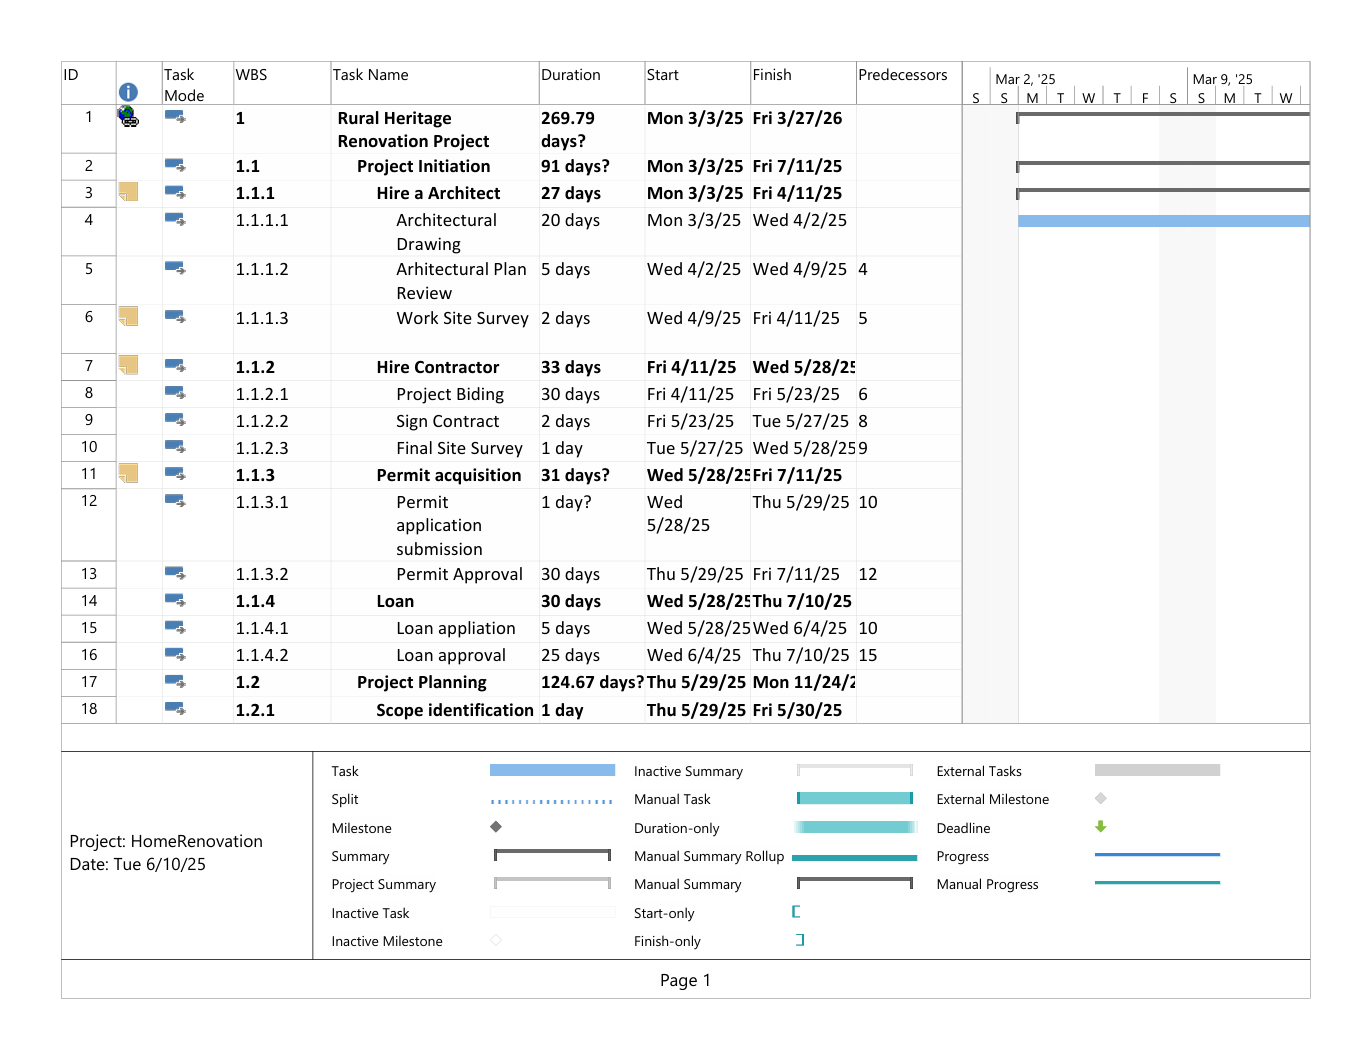 ID Task Mode WBS Task Name Duration Start Finish Predecessors
Mar 2, '25 Mar 9, '25
S S M T W T F S S M T W
1 1 Rural Heritage Renovation Project 269.79 days? Mon 3/3/25 Fri 3/27/26
2 1.1 Project Initiation 91 days? Mon 3/3/25 Fri 7/11/25
3 1.1.1 Hire a Architect 27 days Mon 3/3/25 Fri 4/11/25
4 1.1.1.1 Architectural Drawing 20 days Mon 3/3/25 Wed 4/2/25
5 1.1.1.2 Arhitectural Plan Review 5 days Wed 4/2/25 Wed 4/9/25 4
6 1.1.1.3 Work Site Survey 2 days Wed 4/9/25 Fri 4/11/25 5
7 1.1.2 Hire Contractor 33 days Fri 4/11/25 Wed 5/28/25
8 1.1.2.1 Project Biding 30 days Fri 4/11/25 Fri 5/23/25 6
9 1.1.2.2 Sign Contract 2 days Fri 5/23/25 Tue 5/27/25 8
10 1.1.2.3 Final Site Survey 1 day Tue 5/27/25 Wed 5/28/25 9
11 1.1.3 Permit acquisition 31 days? Wed 5/28/25 Fri 7/11/25
12 1.1.3.1 Permit application submission 1 day? Wed 5/28/25 Thu 5/29/25 10
13 1.1.3.2 Permit Approval 30 days Thu 5/29/25 Fri 7/11/25 12
14 1.1.4 Loan 30 days Wed 5/28/25 Thu 7/10/25
15 1.1.4.1 Loan appliation 5 days Wed 5/28/25 Wed 6/4/25 10
16 1.1.4.2 Loan approval 25 days Wed 6/4/25 Thu 7/10/25 15
17 1.2 Project Planning 124.67 days? Thu 5/29/25 Mon 11/24/2
18 1.2.1 Scope identification 1 day Thu 5/29/25 Fri 5/30/25
Project: HomeRenovation
Date: Tue 6/10/25
Task
Split
Milestone
Summary
Project Summary
Inactive Task
Inactive Milestone
Inactive Summary
Manual Task
Duration-only
Manual Summary Rollup
Manual Summary
Start-only
Finish-only
External Tasks
External Milestone
Deadline
Progress
Manual Progress
Page 1